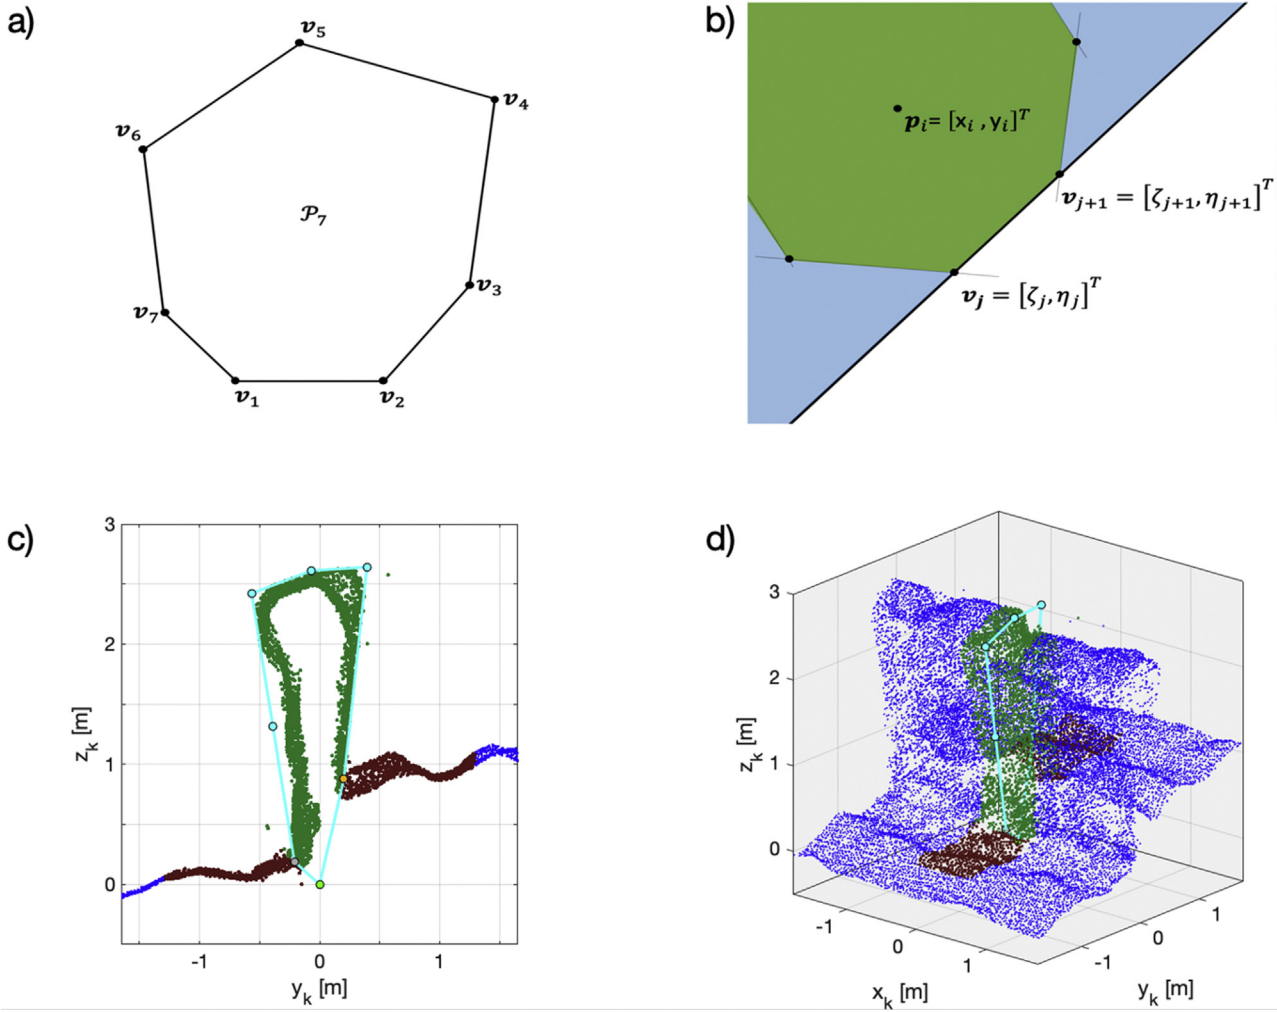 a)
b)
v₅
v₄
v₆
𝒫₇
v₃
v₇
v₁
v₂
pᵢ= [xᵢ , yᵢ]ᵀ
vⱼ₊₁ = [ζⱼ₊₁, ηⱼ₊₁]ᵀ
vⱼ = [ζⱼ, ηⱼ]ᵀ
c)
3
2
1
0
zₖ [m]
-1
0
1
yₖ [m]
d)
3
2
1
0
zₖ [m]
-1
0
1
xₖ [m]
-1
0
1
yₖ [m]